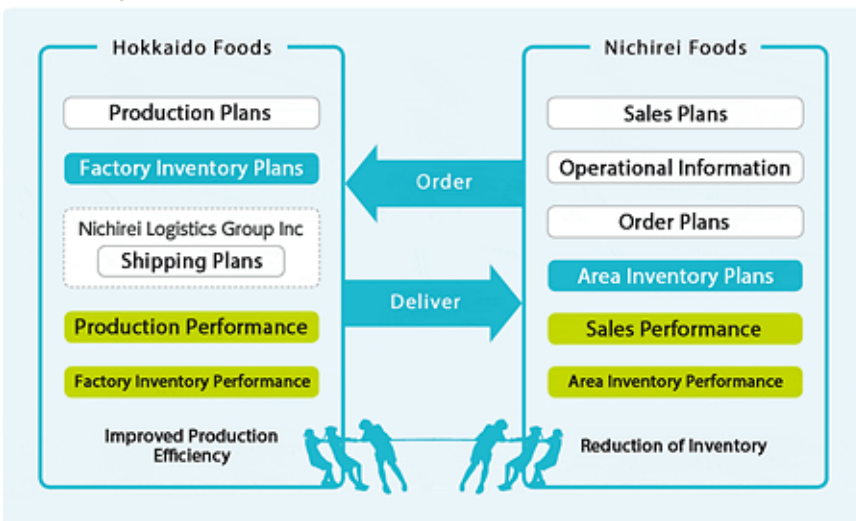 Hokkaido Foods
Production Plans
Factory Inventory Plans
Nichirei Logistics Group Inc
Shipping Plans
Production Performance
Factory Inventory Performance
Improved Production
Efficiency
Order
Deliver
Nichirei Foods
Sales Plans
Operational Information
Order Plans
Area Inventory Plans
Sales Performance
Area Inventory Performance
Reduction of Inventory